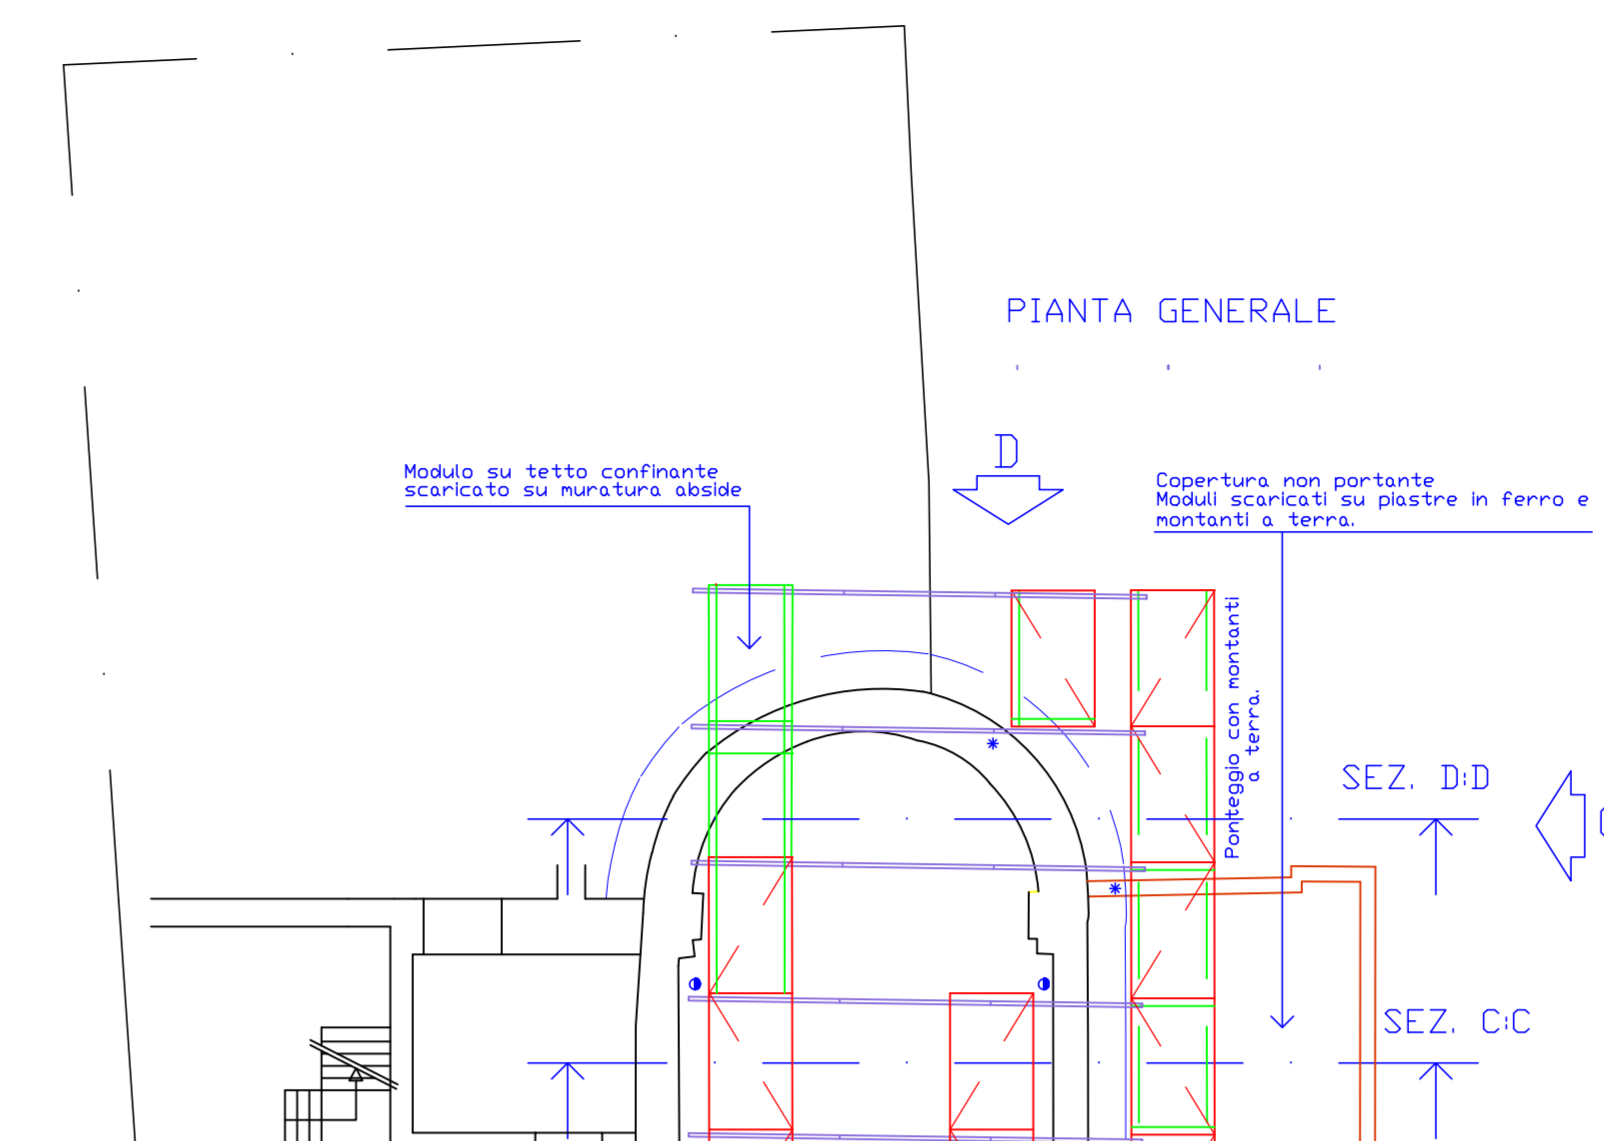 PIANTA GENERALE
D
Modulo su tetto confinante
scaricato su muratura abside
Copertura non portante
Moduli scaricati su piastre in ferro e
montanti a terra.
Ponteggio con montanti
a terra.
SEZ. D:D
SEZ. C:C